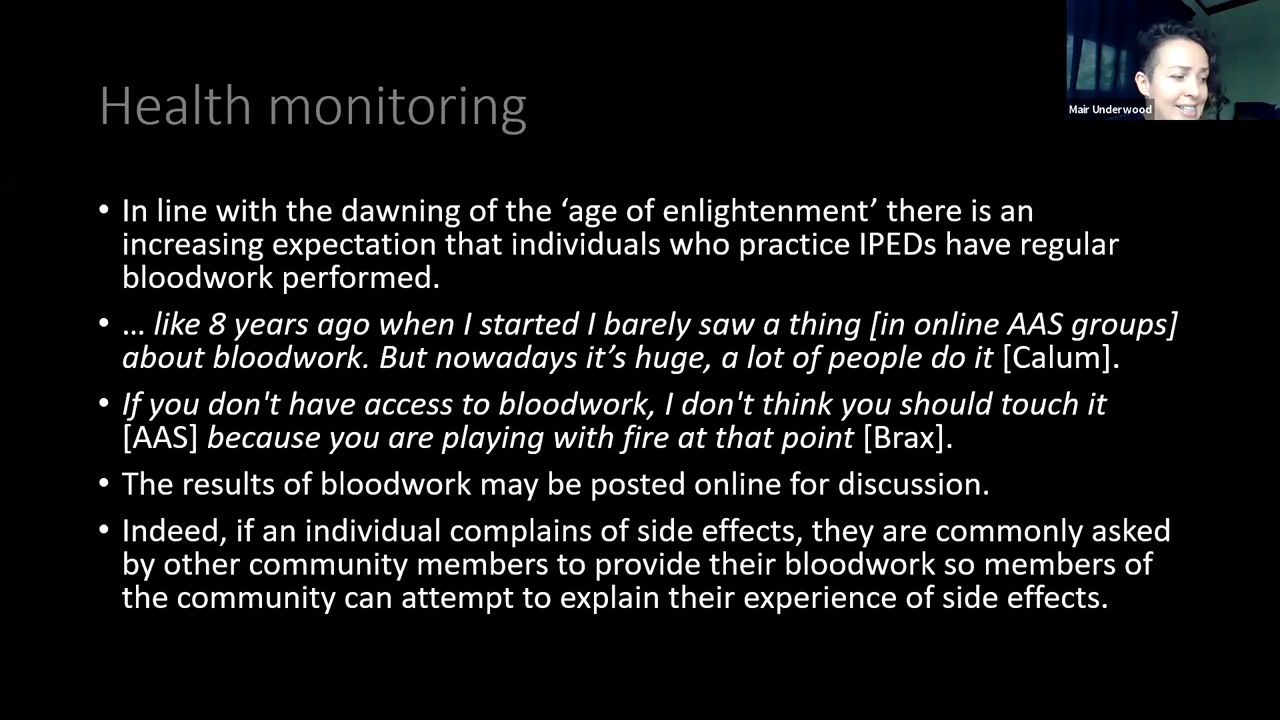 Health monitoring
Mair Underwood
• In line with the dawning of the ‘age of enlightenment’ there is an
increasing expectation that individuals who practice IPEDs have regular
bloodwork performed.
• … like 8 years ago when I started I barely saw a thing [in online AAS groups]
about bloodwork. But nowadays it’s huge, a lot of people do it [Calum].
• If you don't have access to bloodwork, I don't think you should touch it
[AAS] because you are playing with fire at that point [Brax].
• The results of bloodwork may be posted online for discussion.
• Indeed, if an individual complains of side effects, they are commonly asked
by other community members to provide their bloodwork so members of
the community can attempt to explain their experience of side effects.